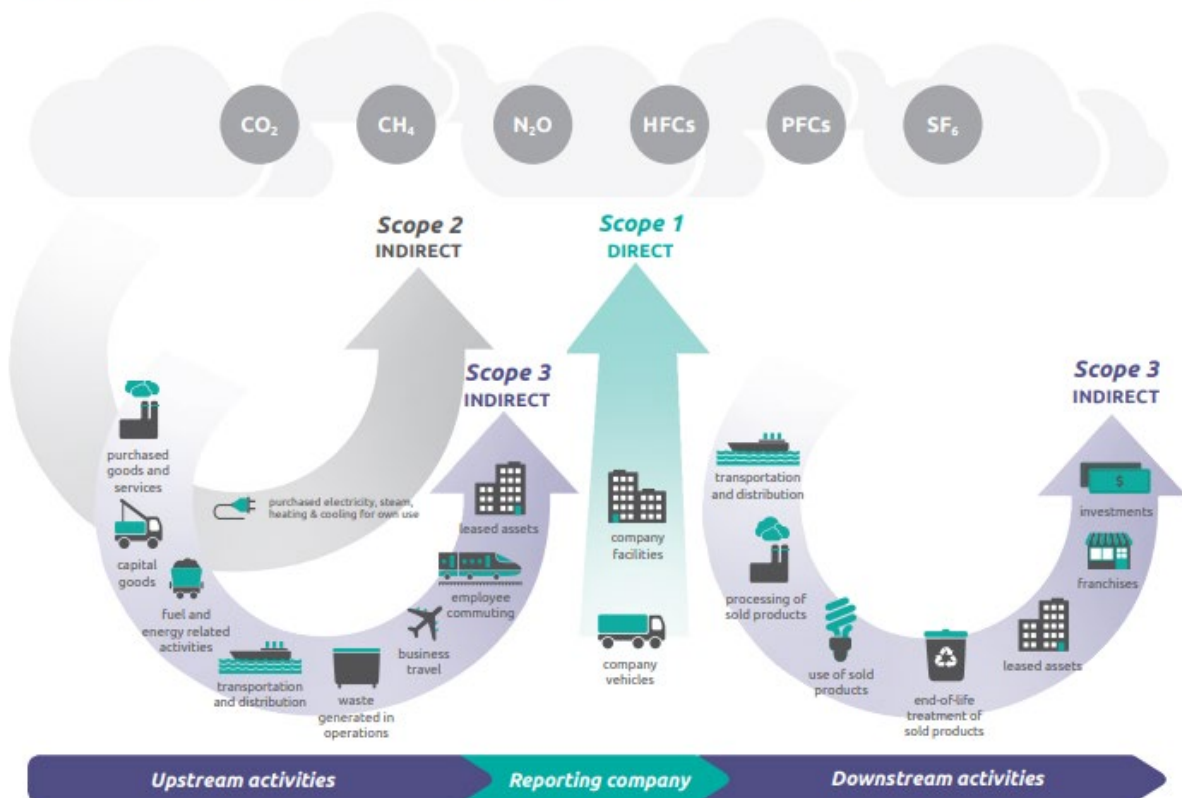 CO₂
CH₄
N₂O
HFCs
PFCs
SF₆
Scope 2
INDIRECT
Scope 1
DIRECT
Scope 3
INDIRECT
Scope 3
INDIRECT
purchased
goods and
services
capital
goods
fuel and
energy related
activities
purchased electricity, steam,
heating & cooling for own use
transportation
and distribution
waste
generated in
operations
business
travel
employee
commuting
leased assets
company
facilities
company
vehicles
transportation
and distribution
processing of
sold products
use of sold
products
end-of-life
treatment of
sold products
leased assets
franchises
$
investments
Upstream activities
Reporting company
Downstream activities